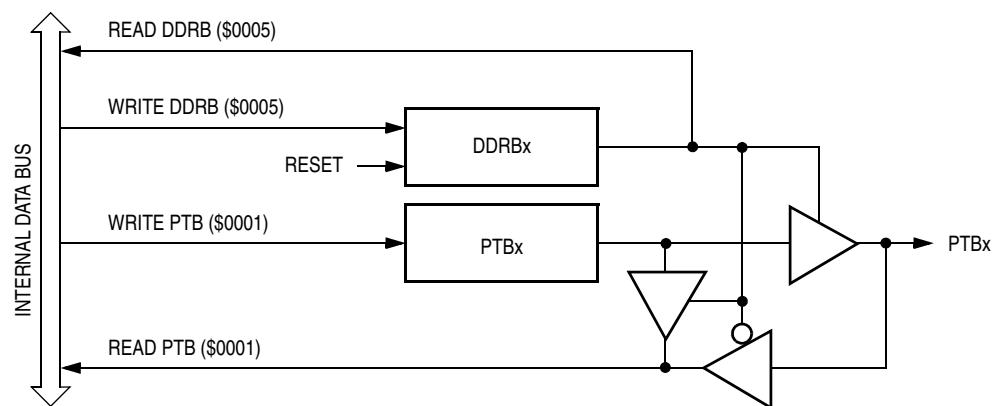 READ DDRB ($0005)
WRITE DDRB ($0005)
DDRBx
RESET
WRITE PTB ($0001)
PTBx
PTBx
READ PTB ($0001)
INTERNAL DATA BUS